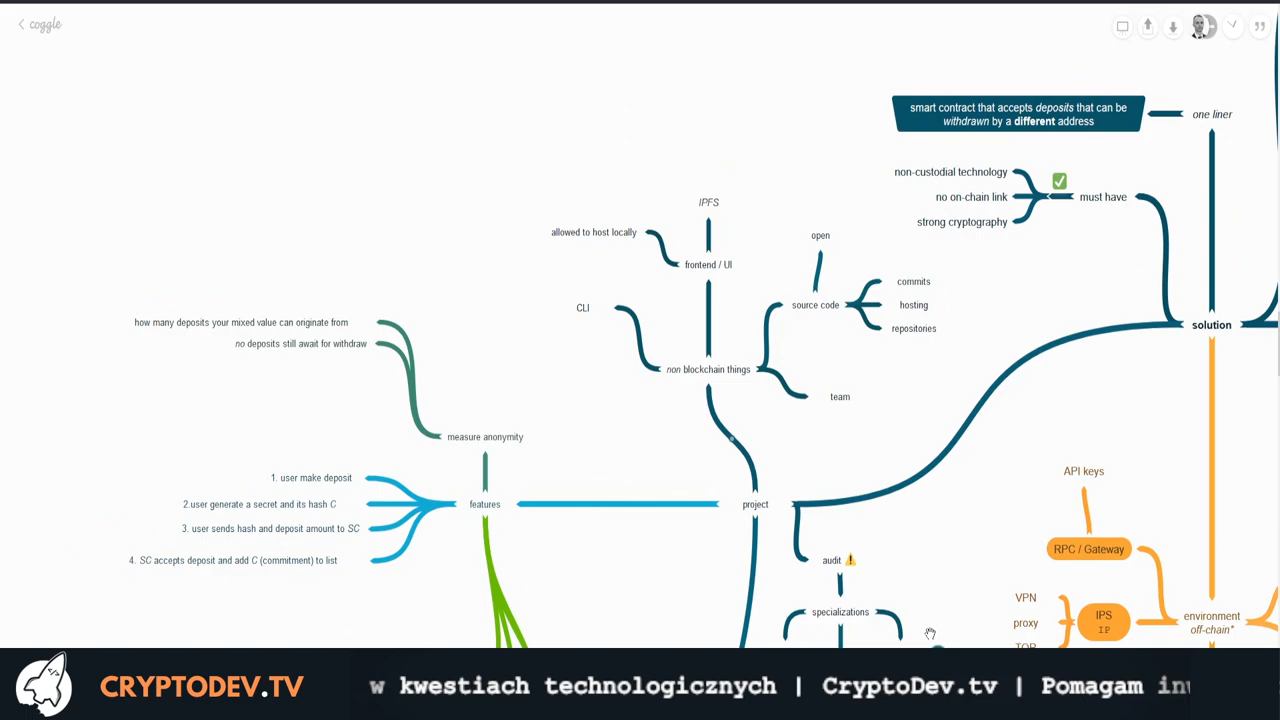 coggle
smart contract that accepts deposits that can be
withdrawn by a different address
one liner
non-custodial technology
no on-chain link
must have
strong cryptography
IPFS
allowed to host locally
open
frontend / UI
commits
CLI
source code
hosting
repositories
how many deposits your mixed value can originate from
no deposits still await for withdraw
solution
non blockchain things
team
measure anonymity
API keys
1. user make deposit
2.user generate a secret and its hash C
features
project
3. user sends hash and deposit amount to SC
4. SC accepts deposit and add C (commitment) to list
audit
RPC / Gateway
VPN
specializations
proxy
IPS
IP
environment
off-chain*
TOR
CRYPTODEV.TV
w kwestiach technologicznych | CryptoDev.tv | Pomagam